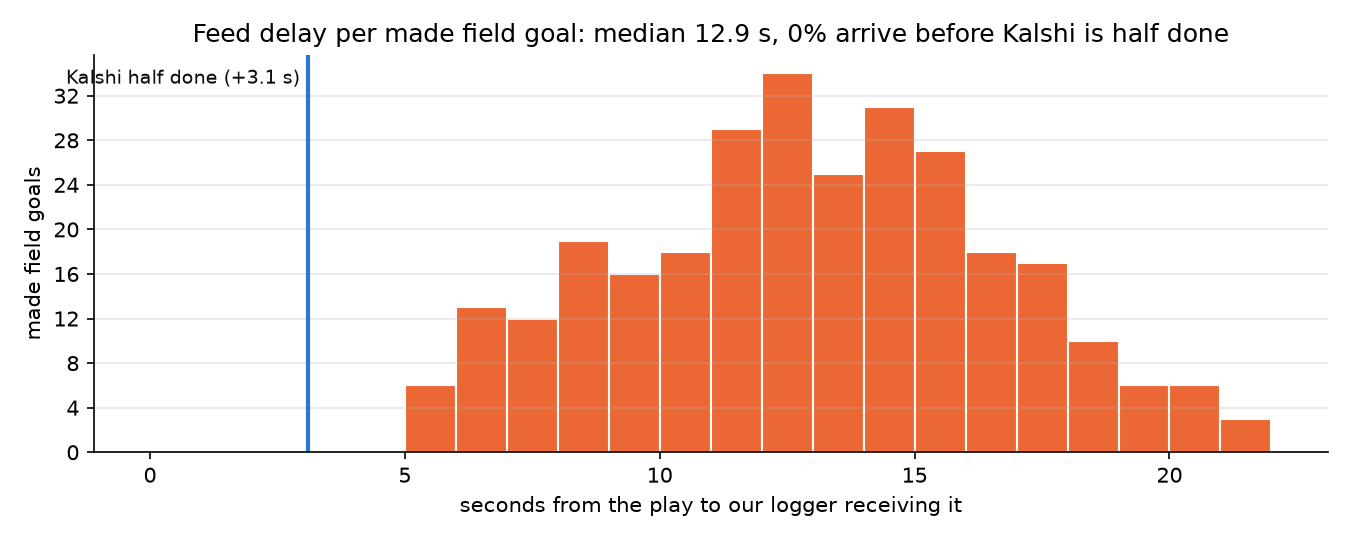 Feed delay per made field goal: median 12.9 s, 0% arrive before Kalshi is half done
Kalshi half done (+3.1 s)
made field goals
32
28
24
20
16
12
8
4
0
0 5 10 15 20
seconds from the play to our logger receiving it